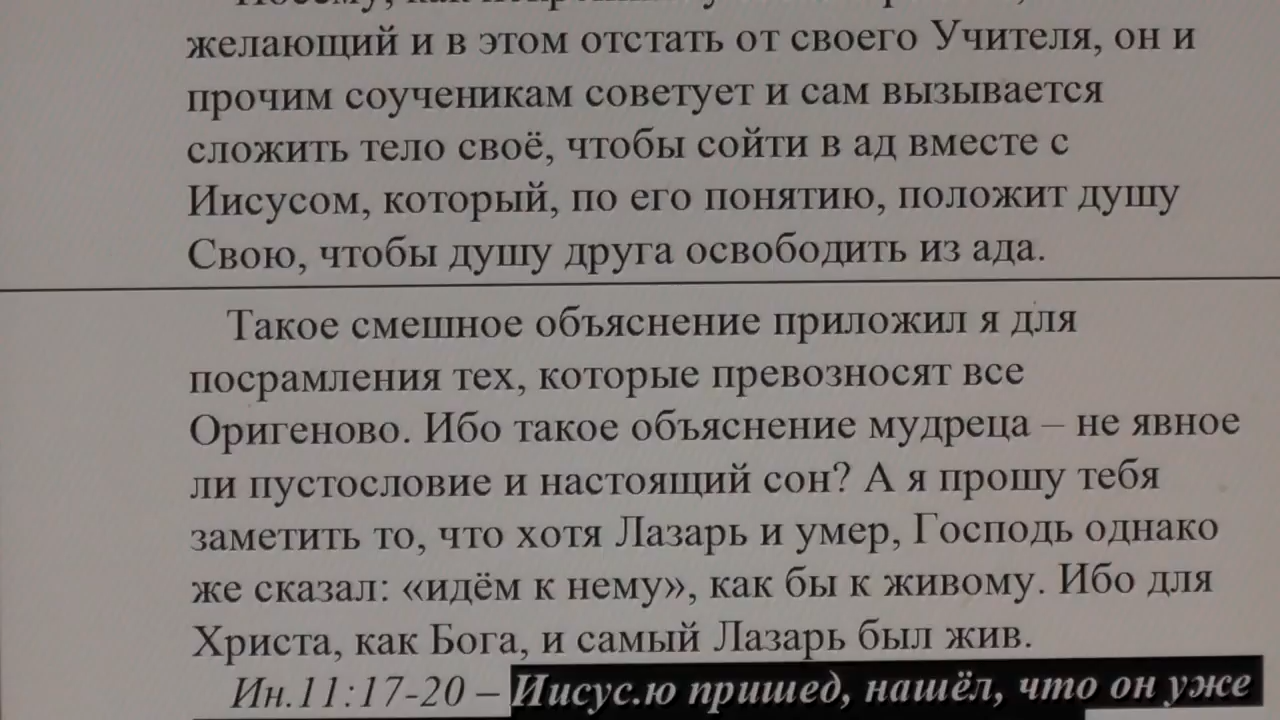 желающий и в этом отстать от своего Учителя, он и
прочим соученикам советует и сам вызывается
сложить тело своё, чтобы сойти в ад вместе с
Иисусом, который, по его понятию, положит душу
Свою, чтобы душу друга освободить из ада.
Такое смешное объяснение приложил я для
посрамления тех, которые превозносят все
Оригеново. Ибо такое объяснение мудреца – не явное
ли пустословие и настоящий сон? А я прошу тебя
заметить то, что хотя Лазарь и умер, Господь однако
же сказал: «идём к нему», как бы к живому. Ибо для
Христа, как Бога, и самый Лазарь был жив.
Ин.11:17-20 – Иисус.ю пришед, нашёл, что он уже